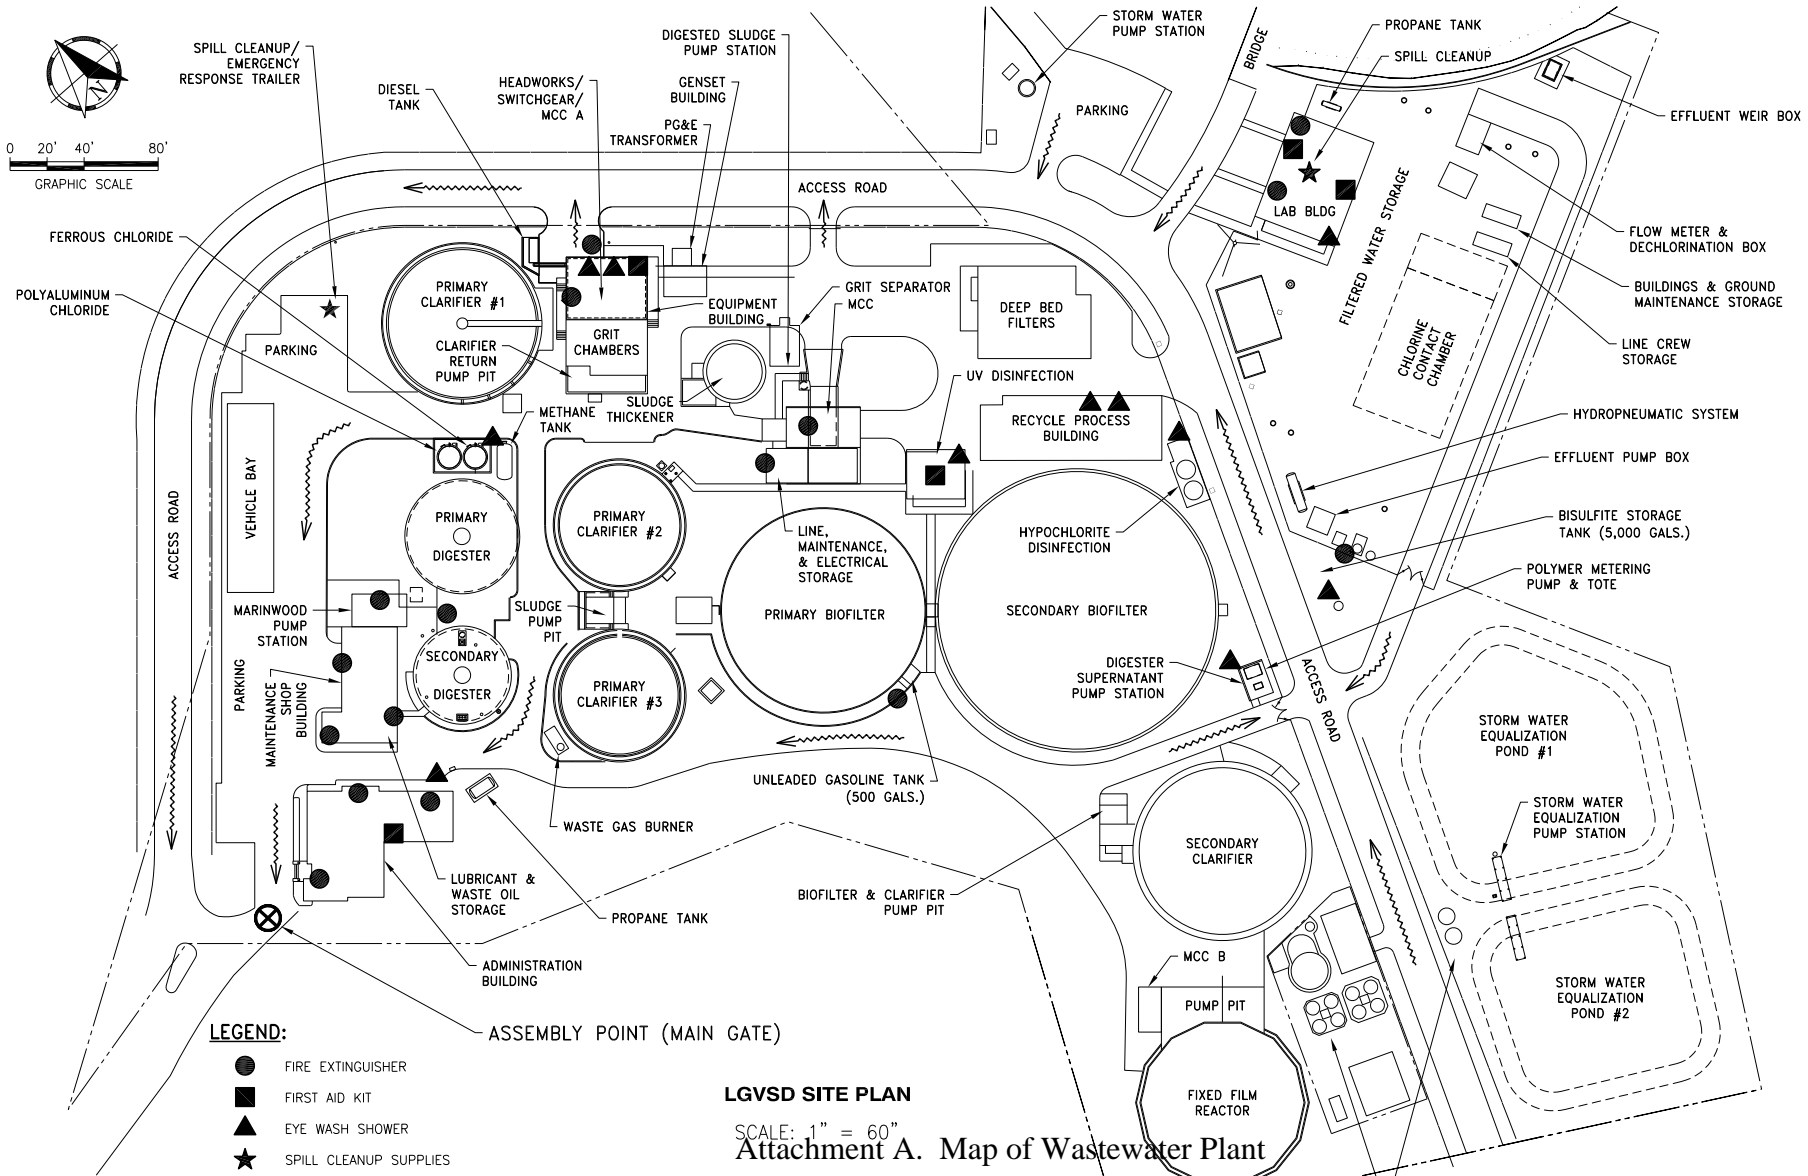 STORM WATER
PUMP STATION
PROPANE TANK
SPILL CLEANUP
BRIDGE
SPILL CLEANUP/
EMERGENCY
RESPONSE TRAILER
DIGESTED SLUDGE
PUMP STATION
HEADWORKS/
SWITCHGEAR/
MCC A
GENSET
BUILDING
DIESEL
TANK
PG&E
TRANSFORMER
PARKING
EFFLUENT WEIR BOX
N
0 20' 40' 80'
GRAPHIC SCALE
ACCESS ROAD
LAB BLDG
FILTERED WATER STORAGE
FLOW METER &
DECHLORINATION BOX
FERROUS CHLORIDE
POLYALUMINUM
CHLORIDE
PRIMARY
CLARIFIER #1
GRIT SEPARATOR
MCC
EQUIPMENT
BUILDING
DEEP BED
FILTERS
BUILDINGS & GROUND
MAINTENANCE STORAGE
PARKING
CLARIFIER
RETURN
PUMP PIT
GRIT
CHAMBERS
CHLORINE
CONTACT
CHAMBER
LINE CREW
STORAGE
UV DISINFECTION
SLUDGE
THICKENER
METHANE
TANK
RECYCLE PROCESS
BUILDING
HYDROPNEUMATIC SYSTEM
EFFLUENT PUMP BOX
VEHICLE BAY
ACCESS ROAD
PRIMARY
DIGESTER
PRIMARY
CLARIFIER #2
LINE,
MAINTENANCE,
& ELECTRICAL
STORAGE
HYPOCHLORITE
DISINFECTION
BISULFITE STORAGE
TANK (5,000 GALS.)
POLYMER METERING
PUMP & TOTE
MARINWOOD
PUMP
STATION
SLUDGE
PUMP
PIT
PRIMARY BIOFILTER
SECONDARY BIOFILTER
PARKING
MAINTENANCE
SHOP
BUILDING
SECONDARY
DIGESTER
PRIMARY
CLARIFIER #3
DIGESTER
SUPERNATANT
PUMP STATION
ACCESS ROAD
STORM WATER
EQUALIZATION
POND #1
UNLEADED GASOLINE TANK
(500 GALS.)
WASTE GAS BURNER
STORM WATER
EQUALIZATION
PUMP STATION
SECONDARY
CLARIFIER
LUBRICANT &
WASTE OIL
STORAGE
PROPANE TANK
BIOFILTER & CLARIFIER
PUMP PIT
ADMINISTRATION
BUILDING
MCC B
PUMP PIT
STORM WATER
EQUALIZATION
POND #2
ASSEMBLY POINT (MAIN GATE)
LEGEND:
FIRE EXTINGUISHER
FIRST AID KIT
EYE WASH SHOWER
SPILL CLEANUP SUPPLIES
FIXED FILM
REACTOR
LGVSD SITE PLAN
SCALE: 1" = 60"
Attachment A. Map of Wastewater Plant